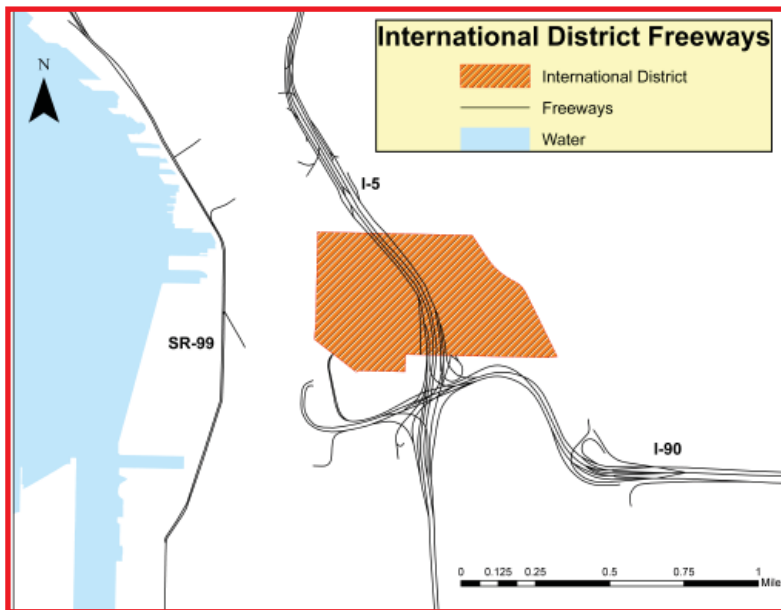 International District Freeways
International District
Freeways
Water
N
I-5
SR-99
I-90
0 0.125 0.25 0.5 0.75 1
Mile